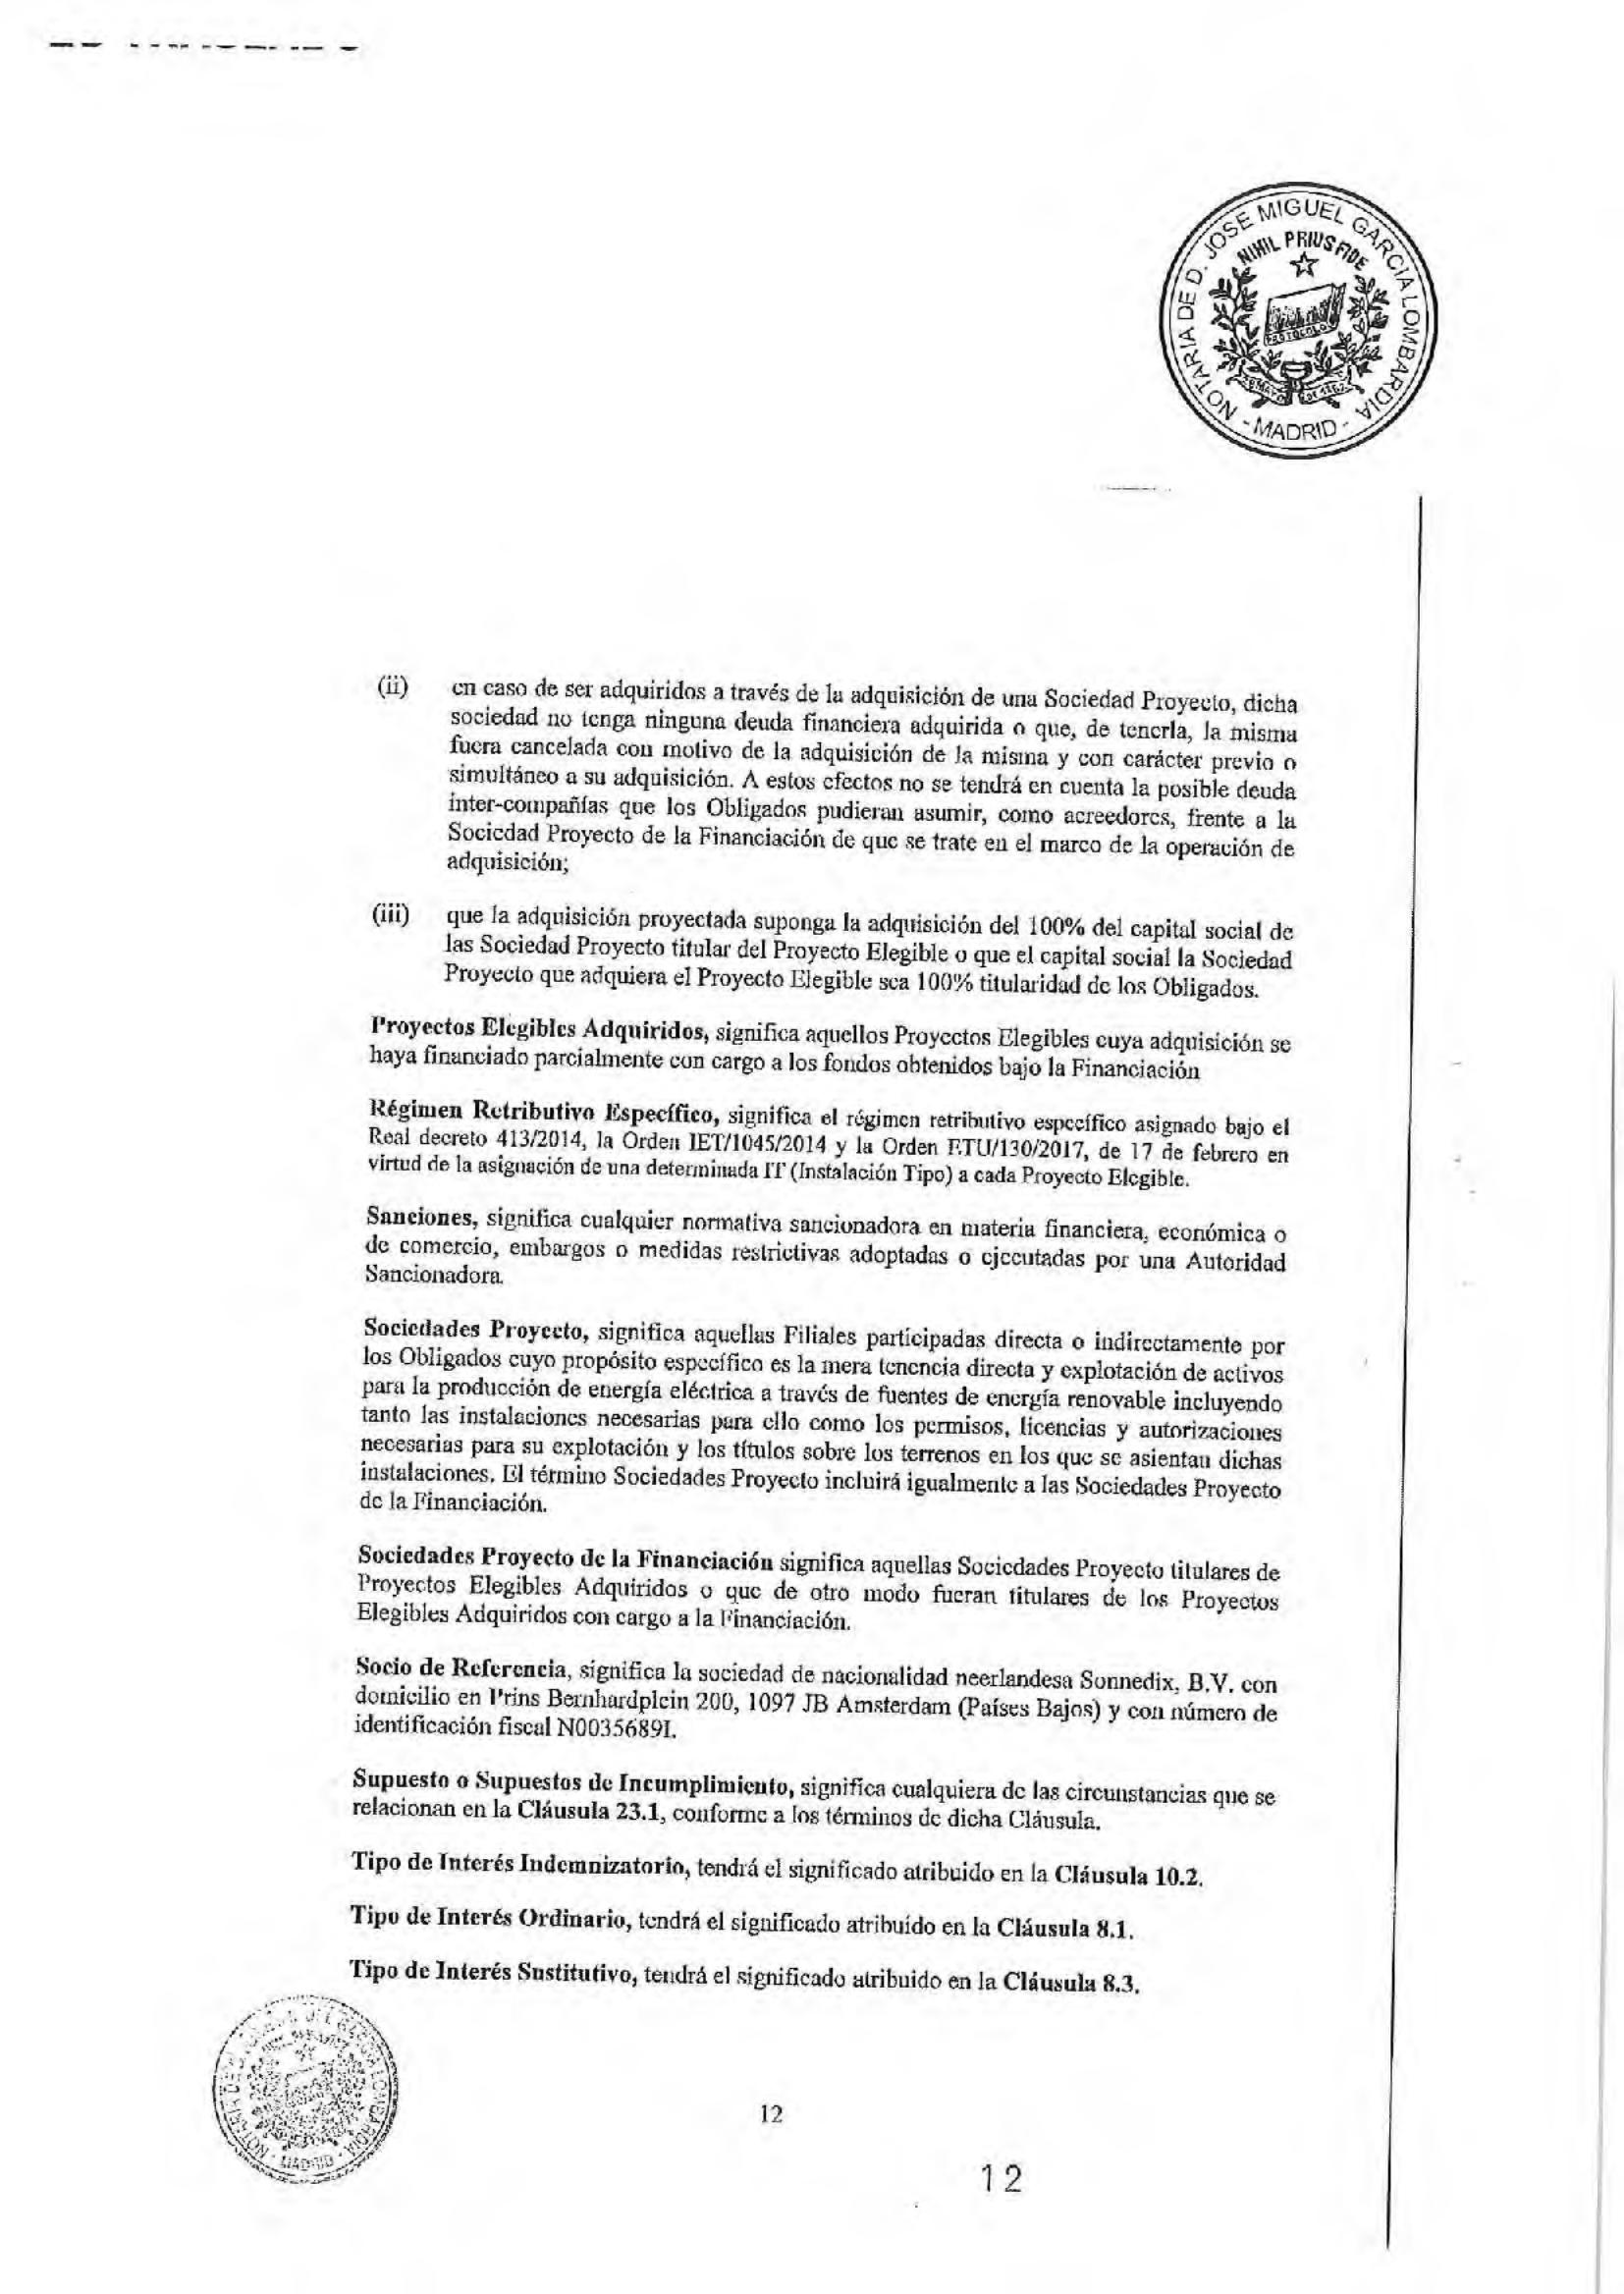 NOTARIA DE D. JOSE MIGUEL GARCIA LOMBARDIA
NIHIL PRIUS FIDE
PROTOCOLO
- MADRID -
(ii) en caso de ser adquiridos a través de la adquisición de una Sociedad Proyecto, dicha
sociedad no tenga ninguna deuda financiera adquirida o que, de tenerla, la misma
fuera cancelada con motivo de la adquisición de la misma y con carácter previo o
simultáneo a su adquisición. A estos efectos no se tendrá en cuenta la posible deuda
inter-compañías que los Obligados pudieran asumir, como acreedores, frente a la
Sociedad Proyecto de la Financiación de que se trate en el marco de la operación de
adquisición;
(iii) que la adquisición proyectada suponga la adquisición del 100% del capital social de
las Sociedad Proyecto titular del Proyecto Elegible o que el capital social la Sociedad
Proyecto que adquiera el Proyecto Elegible sea 100% titularidad de los Obligados.
Proyectos Elegibles Adquiridos, significa aquellos Proyectos Elegibles cuya adquisición se
haya financiado parcialmente con cargo a los fondos obtenidos bajo la Financiación
Régimen Retributivo Específico, significa el régimen retributivo específico asignado bajo el
Real decreto 413/2014, la Orden IET/1045/2014 y la Orden ETU/130/2017, de 17 de febrero en
virtud de la asignación de una determinada IT (Instalación Tipo) a cada Proyecto Elegible.
Sanciones, significa cualquier normativa sancionadora en materia financiera, económica o
de comercio, embargos o medidas restrictivas adoptadas o ejecutadas por una Autoridad
Sancionadora.
Sociedades Proyecto, significa aquellas Filiales participadas directa o indirectamente por
los Obligados cuyo propósito específico es la mera tenencia directa y explotación de activos
para la producción de energía eléctrica a través de fuentes de energía renovable incluyendo
tanto las instalaciones necesarias para ello como los permisos, licencias y autorizaciones
necesarias para su explotación y los títulos sobre los terrenos en los que se asientan dichas
instalaciones. El término Sociedades Proyecto incluirá igualmente a las Sociedades Proyecto
de la Financiación.
Sociedades Proyecto de la Financiación significa aquellas Sociedades Proyecto titulares de
Proyectos Elegibles Adquiridos o que de otro modo fueran titulares de los Proyectos
Elegibles Adquiridos con cargo a la Financiación.
Socio de Referencia, significa la sociedad de nacionalidad neerlandesa Sonnedix, B.V. con
domicilio en Prins Bernhardplein 200, 1097 JB Amsterdam (Países Bajos) y con número de
identificación fiscal N0035689I.
Supuesto o Supuestos de Incumplimiento, significa cualquiera de las circunstancias que se
relacionan en la Cláusula 23.1, conforme a los términos de dicha Cláusula.
Tipo de Interés Indemnizatorio, tendrá el significado atribuido en la Cláusula 10.2.
Tipo de Interés Ordinario, tendrá el significado atribuído en la Cláusula 8.1.
Tipo de Interés Sustitutivo, tendrá el significado atribuido en la Cláusula 8.3.
NOTARIA DE
LOMBARDIA
MADRID
12
12